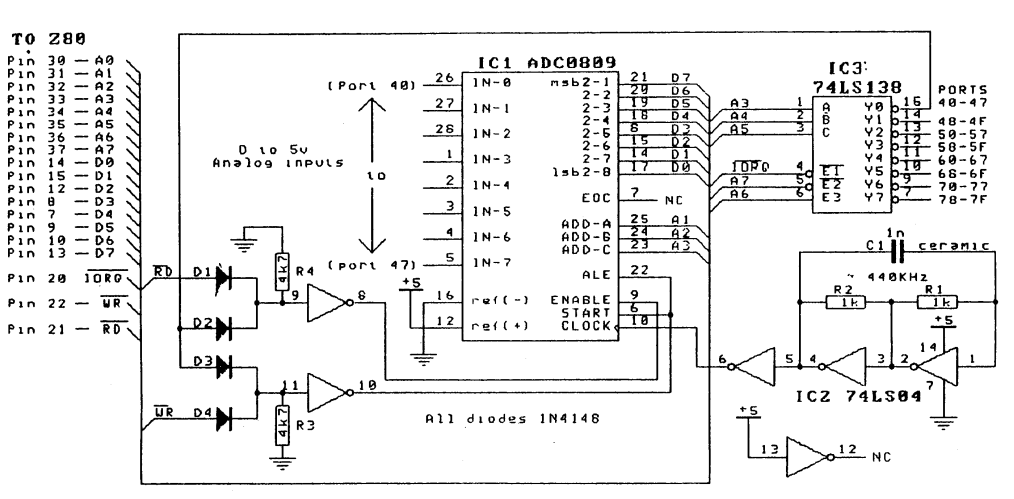 TO Z80
Pin 30 — A0
Pin 31 — A1
Pin 32 — A2
Pin 33 — A3
Pin 34 — A4
Pin 35 — A5
Pin 36 — A6
Pin 37 — A7
Pin 14 — D0
Pin 15 — D1
Pin 12 — D2
Pin 8 — D3
Pin 7 — D4
Pin 9 — D5
Pin 10 — D6
Pin 13 — D7
Pin 20 IORQ
Pin 22 — WR
Pin 21 — RD
RD D1
D2
D3
WR D4
4k7 R4
9 8
11 10
4k7 R3
0 to 5v
Analog inputs
(Port 40)
to
(port 47)
+5
IC1 ADC0809
26 IN-0
27 IN-1
28 IN-2
1 IN-3
2 IN-4
3 IN-5
4 IN-6
5 IN-7
16 ref(-)
12 ref(+)
msb2-1 21 D7
2-2 20 D6
2-3 19 D5
2-4 18 D4
2-5 8 D3
2-6 15 D2
2-7 14 D1
lsb2-8 17 D0
EOC 7 NC
ADD-A 25 A1
ADD-B 24 A2
ADD-C 23 A3
ALE 22
ENABLE 9
START 6
CLOCK 10
All diodes 1N4148
IC3:
74LS138
A3 1 A
A4 2 B
A5 3 C
IORQ 4 E1
A7 5 E2
A6 6 E3
PORTS
Y0 15 40-47
Y1 14 48-4F
Y2 13 50-57
Y3 12 58-5F
Y4 11 60-67
Y5 10 68-6F
Y6 9 70-77
Y7 7 78-7F
1n
C1 ceramic
~ 440KHz
R2 R1
1k 1k
+5
14
6 5 4 3 2 1
7
IC2 74LS04
+5
13 12 NC